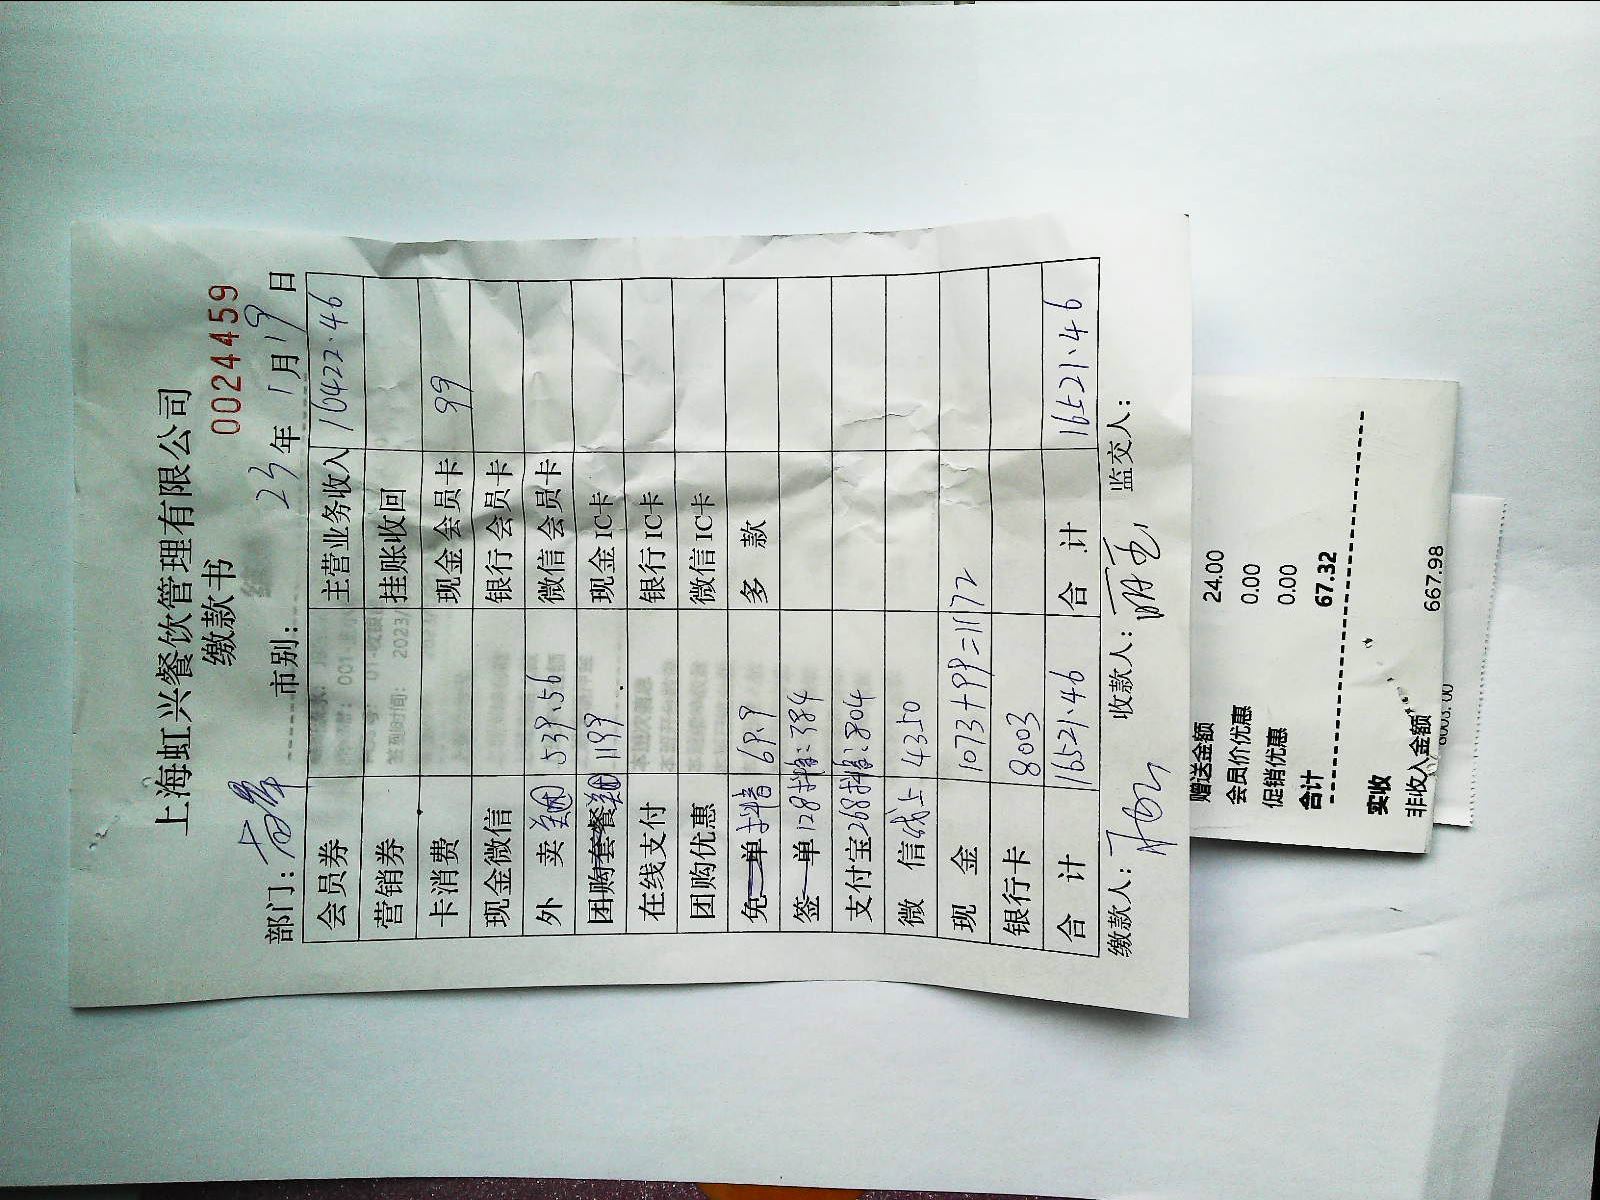 上海虹兴餐饮管理有限公司
缴款书
0024459
部门： 市别： 23年 1月19日
会员券 主营业务收入 16422.46
营销券 挂账收回
卡消费 现金会员卡 99
现金微信 银行会员卡
外 卖 539.56 微信会员卡
团购套餐 1199 现金IC卡
在线支付 银行IC卡
团购优惠 微信IC卡
免单 69.9 多 款
签单 128 384
支付宝 268 804
微 信 线上 4350
现 金 1073+99=1172
银行卡 8003
合 计 16521.46 合 计 16521.46
缴款人： 收款人： 监交人：
赠送金额 24.00
会员价优惠 0.00
促销优惠 0.00
合计 67.32
实收
非收入金额 667.98
8003.00